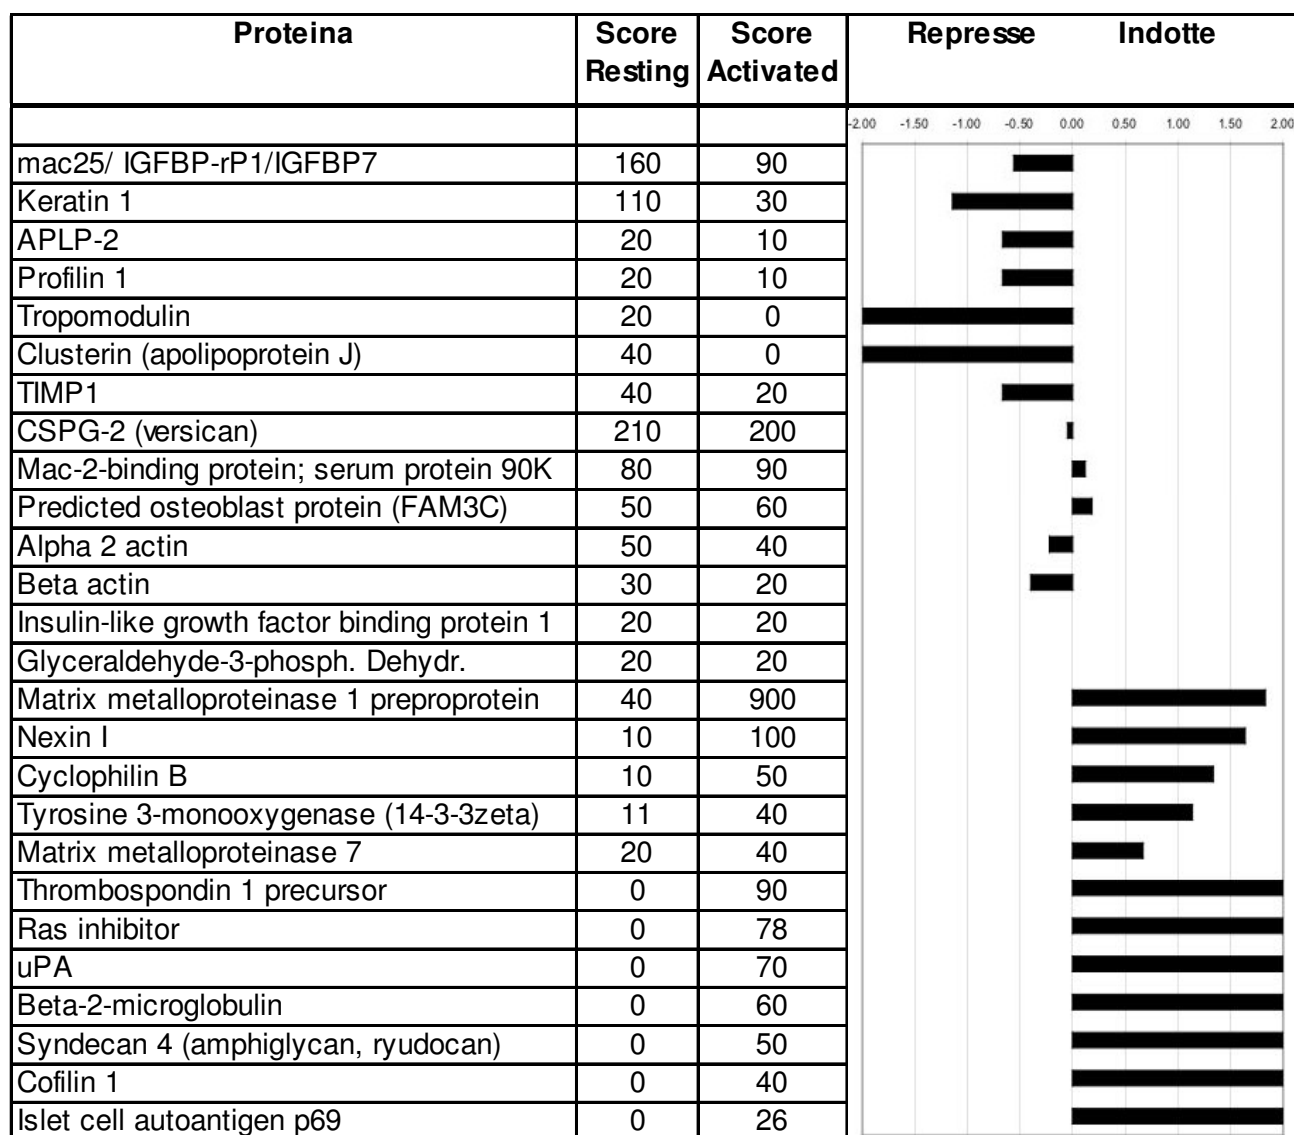 Proteina Score Resting Score Activated Represse Indotte
-2.00 -1.50 -1.00 -0.50 0.00 0.50 1.00 1.50 2.00
mac25/ IGFBP-rP1/IGFBP7 160 90
Keratin 1 110 30
APLP-2 20 10
Profilin 1 20 10
Tropomodulin 20 0
Clusterin (apolipoprotein J) 40 0
TIMP1 40 20
CSPG-2 (versican) 210 200
Mac-2-binding protein; serum protein 90K 80 90
Predicted osteoblast protein (FAM3C) 50 60
Alpha 2 actin 50 40
Beta actin 30 20
Insulin-like growth factor binding protein 1 20 20
Glyceraldehyde-3-phosph. Dehydr. 20 20
Matrix metalloproteinase 1 preproprotein 40 900
Nexin I 10 100
Cyclophilin B 10 50
Tyrosine 3-monooxygenase (14-3-3zeta) 11 40
Matrix metalloproteinase 7 20 40
Thrombospondin 1 precursor 0 90
Ras inhibitor 0 78
uPA 0 70
Beta-2-microglobulin 0 60
Syndecan 4 (amphiglycan, ryudocan) 0 50
Cofilin 1 0 40
Islet cell autoantigen p69 0 26